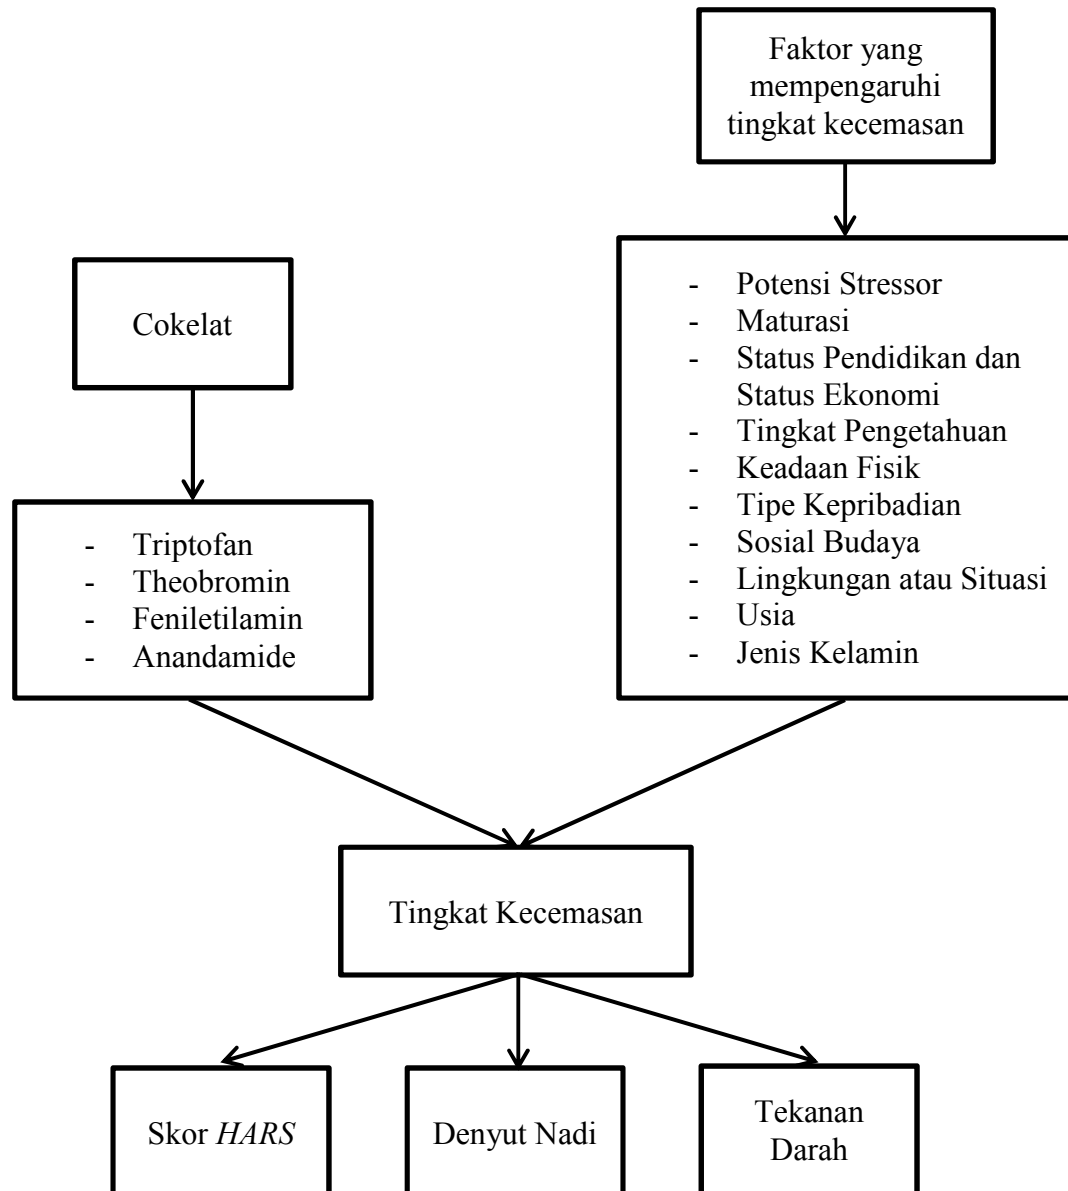 Faktor yang
mempengaruhi
tingkat kecemasan
Cokelat
- Potensi Stressor
- Maturasi
- Status Pendidikan dan
Status Ekonomi
- Tingkat Pengetahuan
- Keadaan Fisik
- Tipe Kepribadian
- Sosial Budaya
- Lingkungan atau Situasi
- Usia
- Jenis Kelamin
- Triptofan
- Theobromin
- Feniletilamin
- Anandamide
Tingkat Kecemasan
Skor HARS
Denyut Nadi
Tekanan
Darah